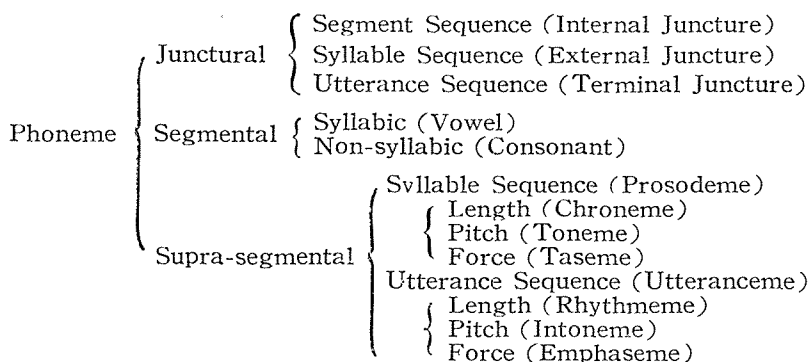 Segment Sequence (Internal Juncture)
Junctural
Syllable Sequence (External Juncture)
Utterance Sequence (Terminal Juncture)
Phoneme
Segmental
Syllabic (Vowel)
Non-syllabic (Consonant)
Svllable Sequence (Prosodeme)
Length (Chroneme)
Pitch (Toneme)
Force (Taseme)
Supra-segmental
Utterance Sequence (Utteranceme)
Length (Rhythmeme)
Pitch (Intoneme)
Force (Emphaseme)